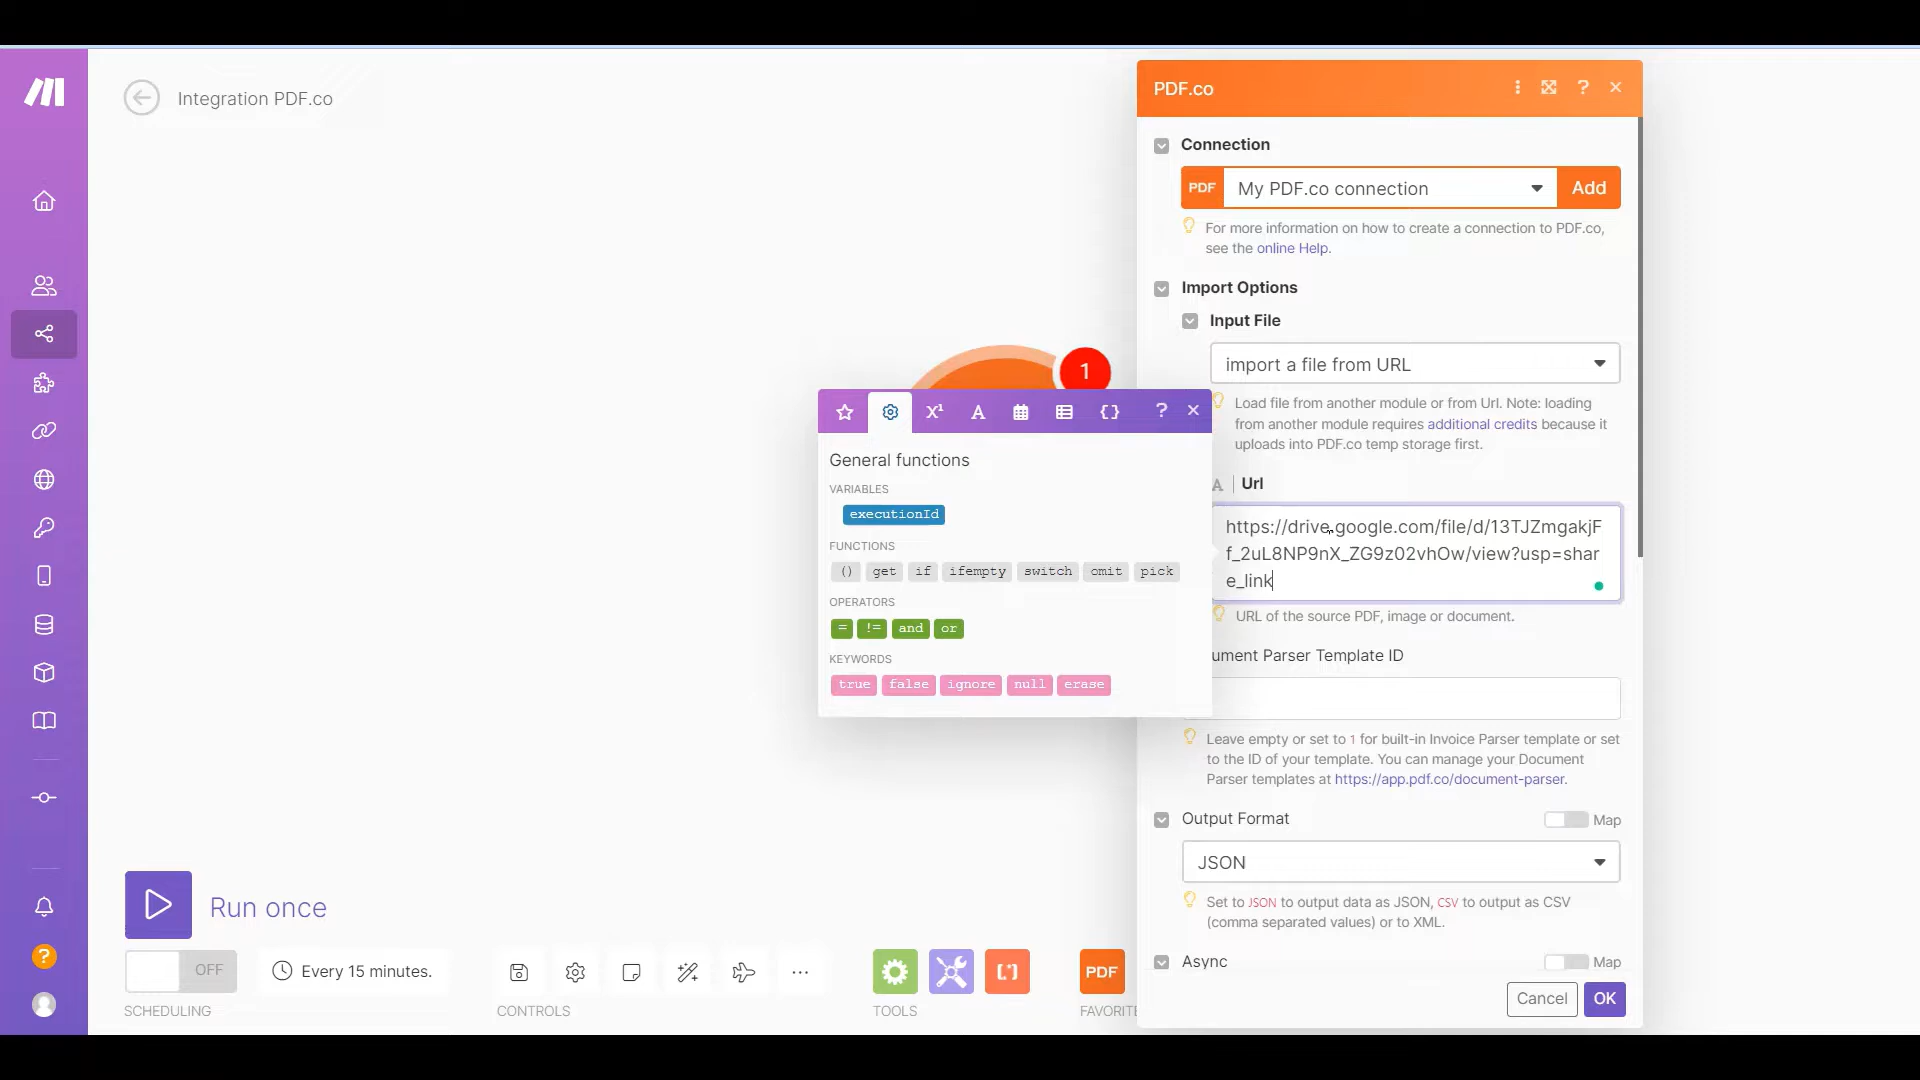 Integration PDF.co
PDF.co
?
Connection
PDF
My PDF.co connection
Add
For more information on how to create a connection to PDF.co,
see the online Help.
Import Options
Input File
import a file from URL
1
Load file from another module or from Url. Note: loading
from another module requires additional credits because it
uploads into PDF.co temp storage first.
X¹ A {} ?
General functions
VARIABLES
executionId
FUNCTIONS
() get if ifempty switch omit pick
OPERATORS
= != and or
KEYWORDS
true false ignore null erase
A Url
https://drive.google.com/file/d/13TJZmgakjF
f_2uL8NP9nX_ZG9z02vhOw/view?usp=shar
e_link
URL of the source PDF, image or document.
ument Parser Template ID
Leave empty or set to 1 for built-in Invoice Parser template or set
to the ID of your template. You can manage your Document
Parser templates at https://app.pdf.co/document-parser.
Output Format
Map
JSON
Set to JSON to output data as JSON, CSV to output as CSV
(comma separated values) or to XML.
Async
Map
Cancel
OK
Run once
OFF
Every 15 minutes.
...
[*]
PDF
SCHEDULING
CONTROLS
TOOLS
FAVORITE
?